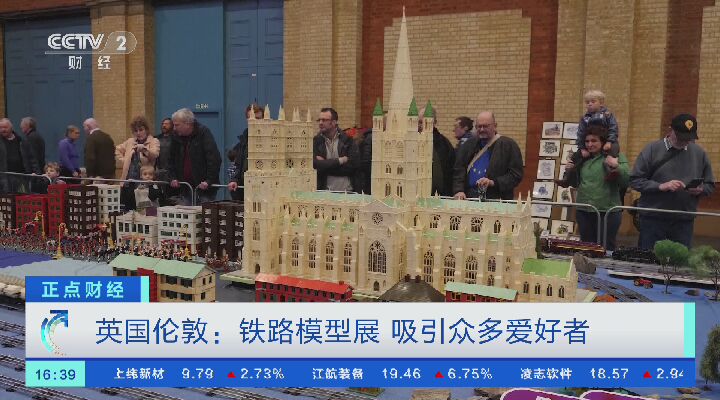 CCTV 2
财经
正点财经
英国伦敦：铁路模型展 吸引众多爱好者
16:39 上纬新材 9.79 ▲ 2.73% 江航装备 19.46 ▲ 6.75% 凌志软件 18.57 ▲ 2.94